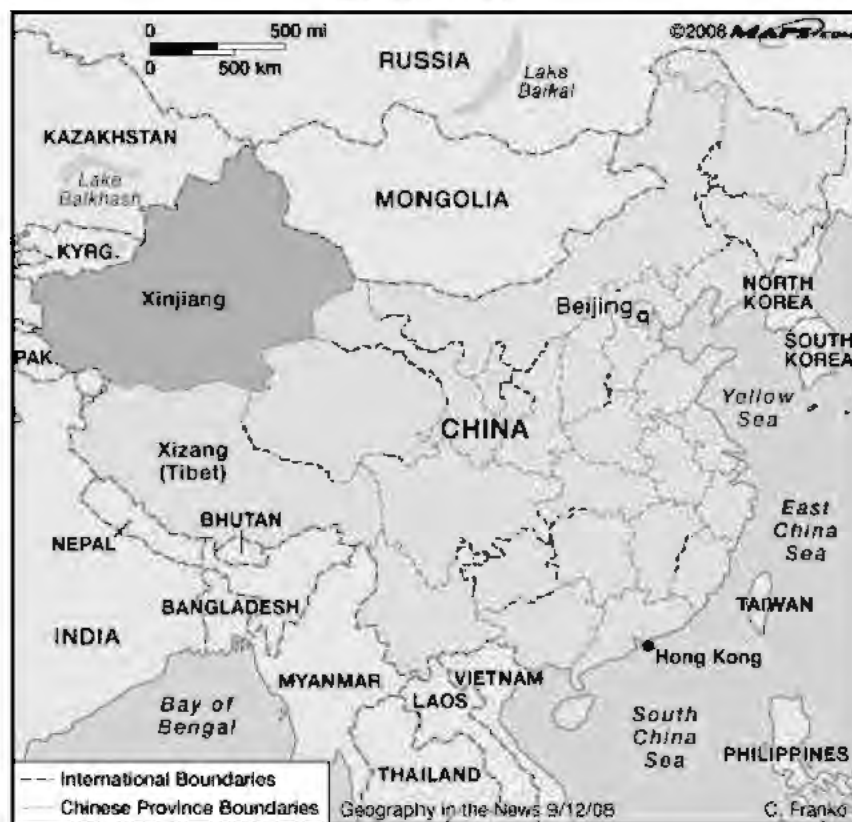 0 500 mi
0 500 km
©2008 MAPS.com
RUSSIA
Lake
Baikal
KAZAKHSTAN
Lake
Balkhash
MONGOLIA
KYRG.
Xinjiang
Beijing
NORTH
KOREA
SOUTH
KOREA
PAK.
Yellow
Sea
CHINA
Xizang
(Tibet)
East
China
Sea
BHUTAN
NEPAL
BANGLADESH
TAIWAN
INDIA
Hong Kong
MYANMAR
VIETNAM
LAOS
Bay of
Bengal
South
China
Sea
PHILIPPINES
THAILAND
International Boundaries
Chinese Province Boundaries
Geography in the News 9/12/08
C. Franko